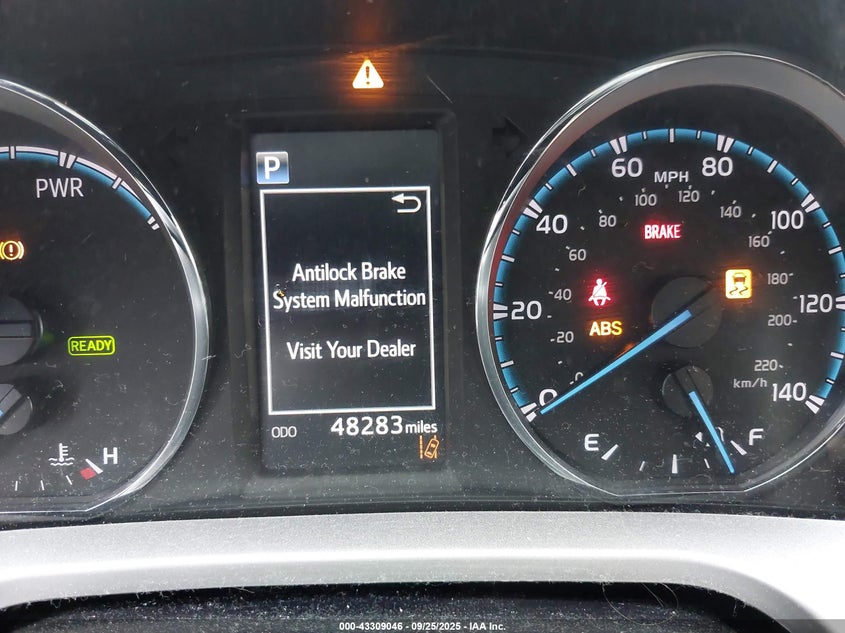 PWR
READY
H
P
Antilock Brake
System Malfunction
Visit Your Dealer
ODO 48283 miles
MPH
km/h
0 20 40 60 80 100 120 140
0 20 40 60 80 100 120 140 160 180 200 220
BRAKE
ABS
E F
000-43309046 - 09/25/2025 - IAA Inc.